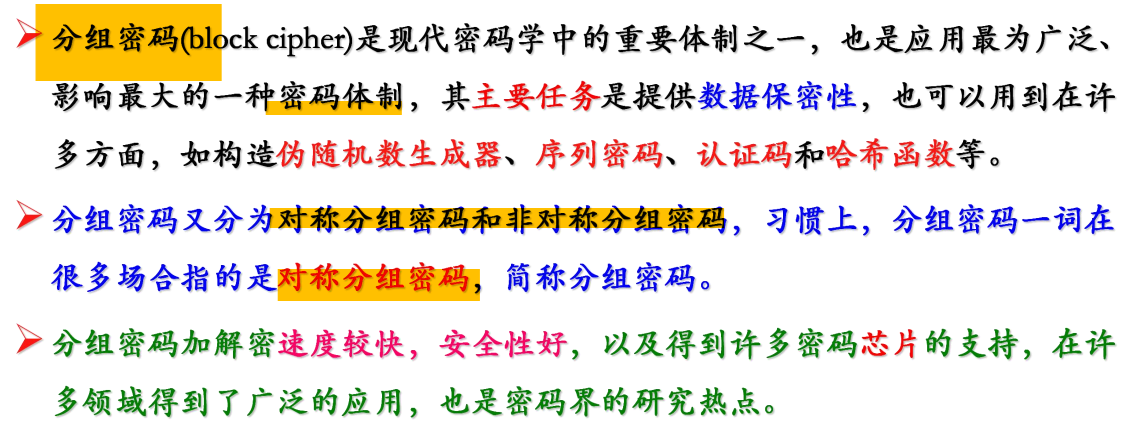 分组密码(block cipher)是现代密码学中的重要体制之一，也是应用最为广泛、
影响最大的一种密码体制，其主要任务是提供数据保密性，也可以用到在许
多方面，如构造伪随机数生成器、序列密码、认证码和哈希函数等。
分组密码又分为对称分组密码和非对称分组密码，习惯上，分组密码一词在
很多场合指的是对称分组密码，简称分组密码。
分组密码加解密速度较快，安全性好，以及得到许多密码芯片的支持，在许
多领域得到了广泛的应用，也是密码界的研究热点。